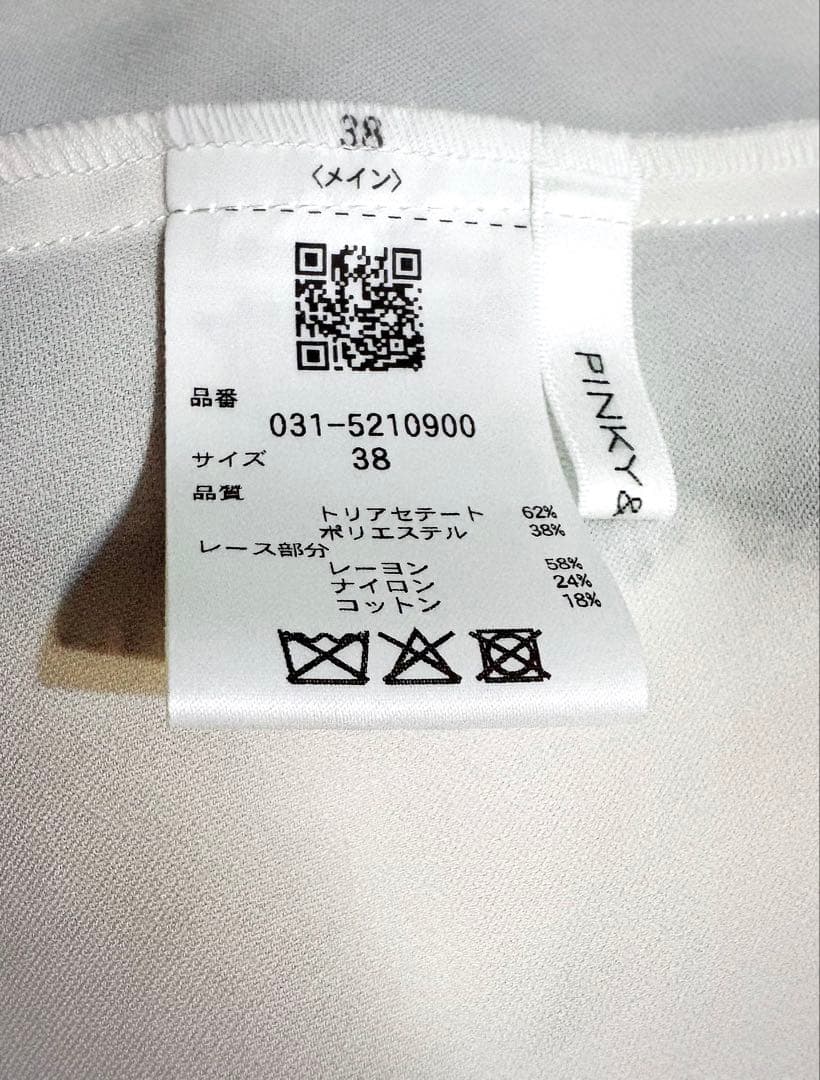 38
〈メイン〉
品番
031-5210900
サイズ 38
品質
トリアセテート 62%
ポリエステル 38%
レース部分
レーヨン 58%
ナイロン 24%
コットン 18%
PINKY &